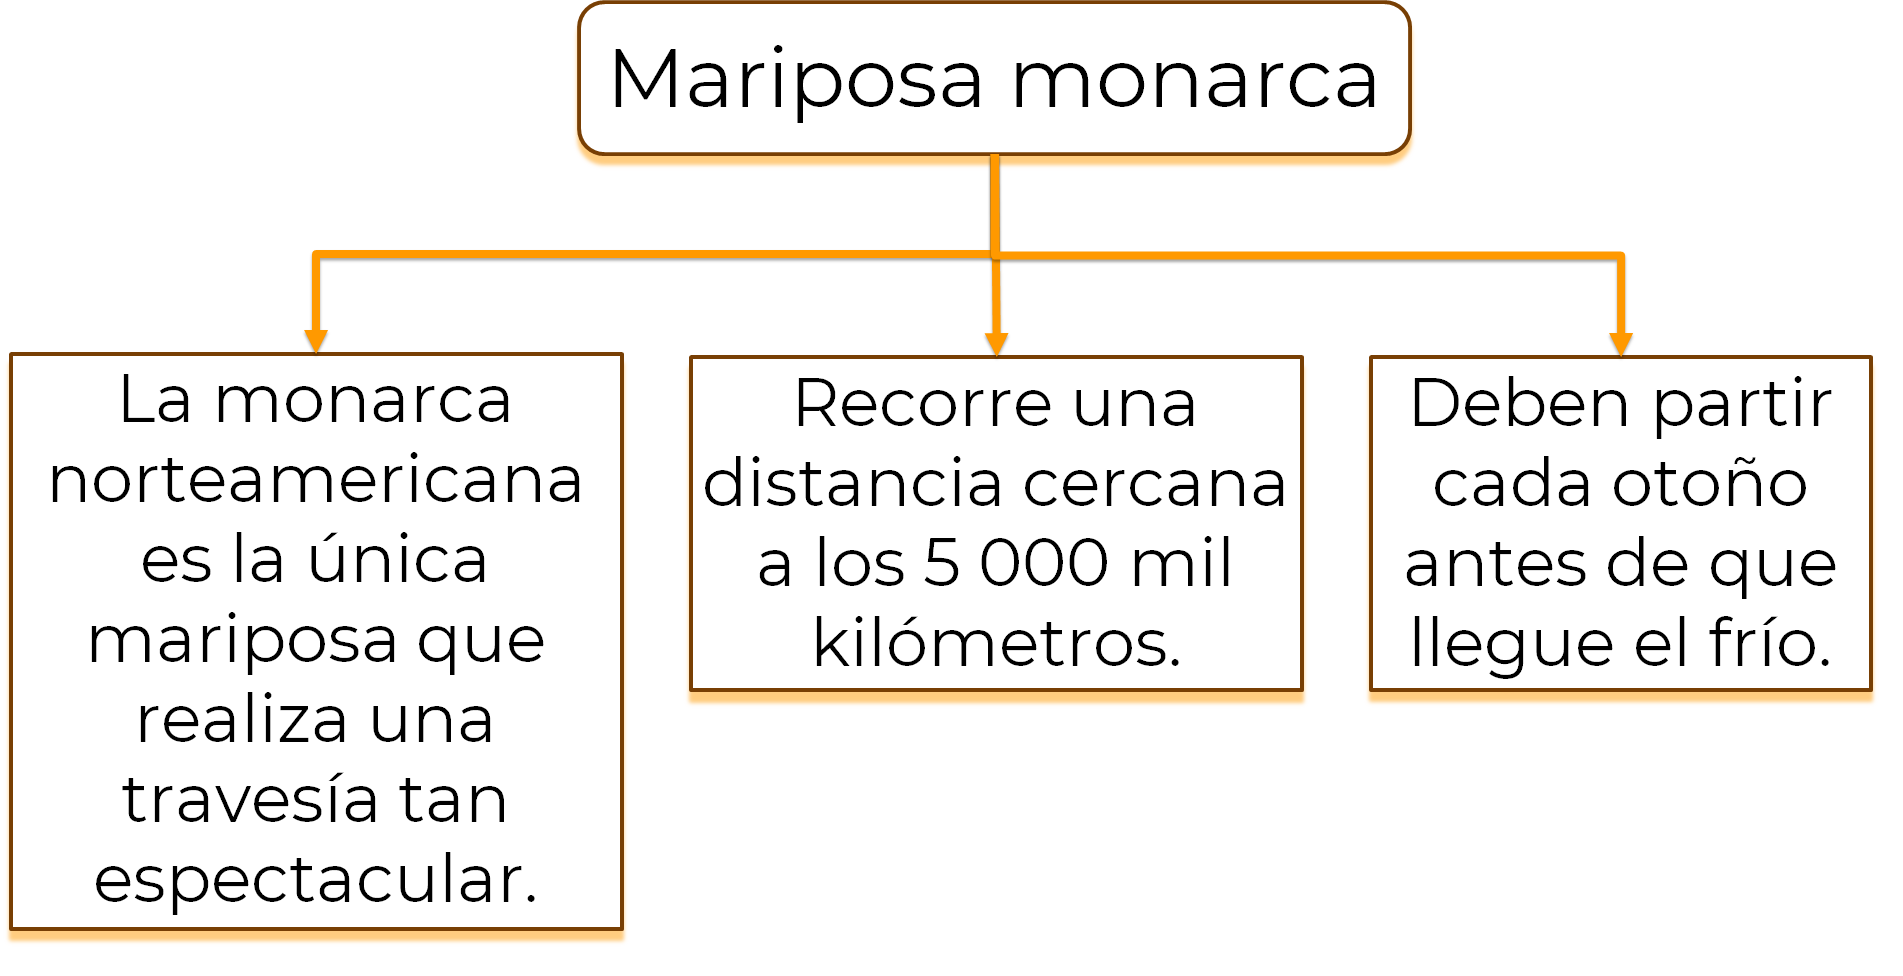 Mariposa monarca
La monarca
norteamericana
es la única
mariposa que
realiza una
travesía tan
espectacular.
Recorre una
distancia cercana
a los 5 000 mil
kilómetros.
Deben partir
cada otoño
antes de que
llegue el frío.